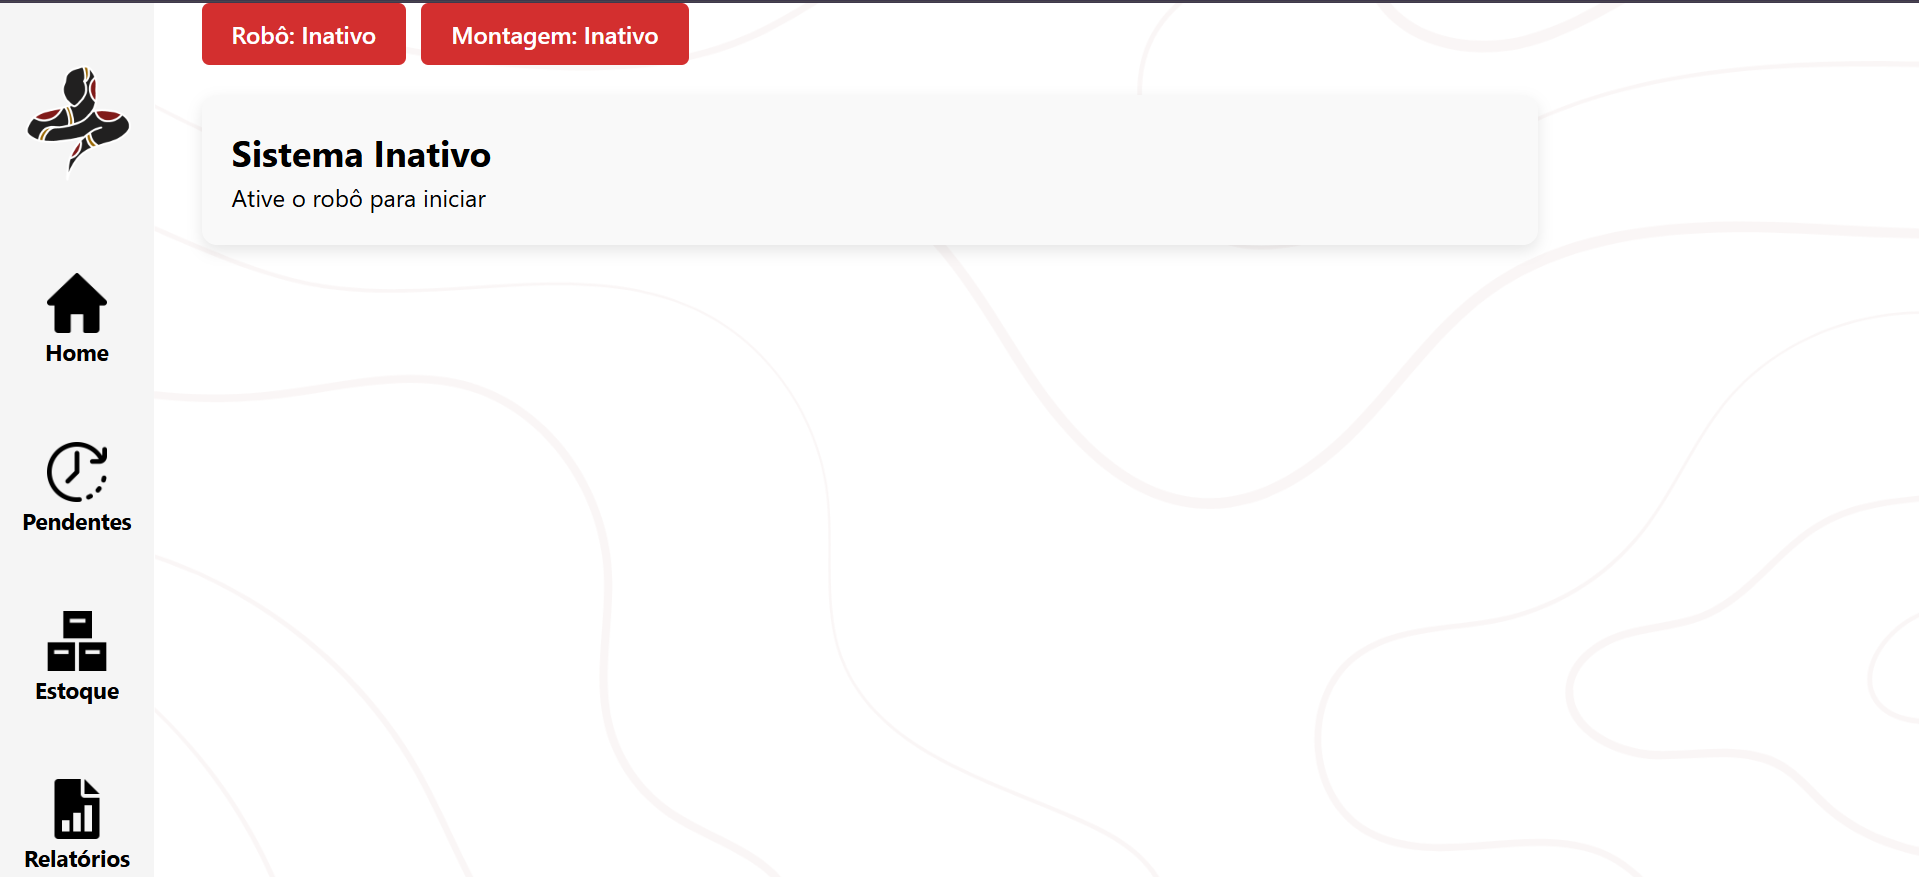 Robô: Inativo
Montagem: Inativo
Sistema Inativo
Ative o robô para iniciar
Home
Pendentes
Estoque
Relatórios